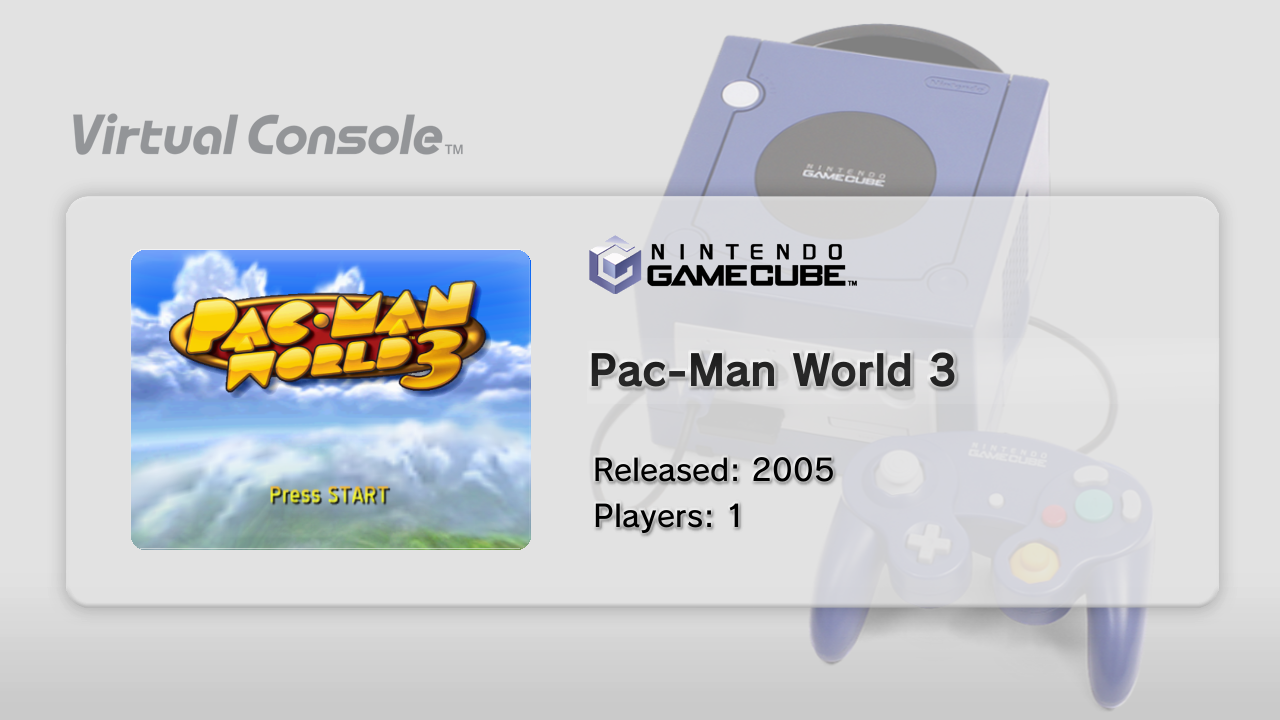 Nintendo
NINTENDO
GAMECUBE
Virtual Console™
NINTENDO
GAMECUBE™
PAC-MAN
WORLD 3™
Pac-Man World 3
Press START
Released: 2005
Players: 1
NINTENDO
GAMECUBE